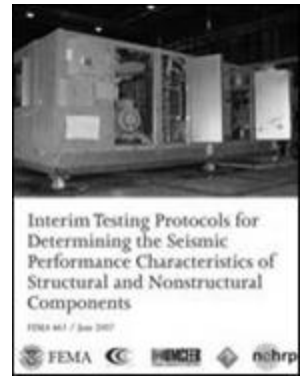 Interim Testing Protocols for
Determining the Seismic
Performance Characteristics of
Structural and Nonstructural
Components
FEMA 461 / June 2007
FEMA
MCEER
nehrp